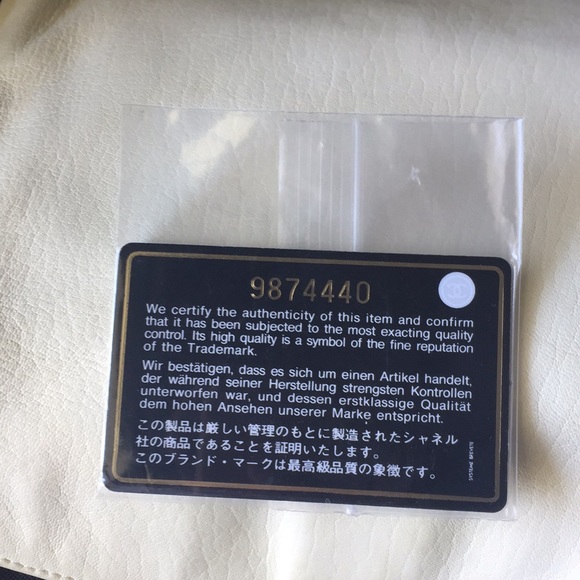 9874440
We certify the authenticity of this item and confirm
that it has been subjected to the most exacting quality
control. Its high quality is a symbol of the fine reputation
of the Trademark.
Wir bestätigen, dass es sich um einen Artikel handelt,
der während seiner Herstellung strengsten Kontrollen
unterworfen war, und dessen erstklassige Qualität
dem hohen Ansehen unserer Marke entspricht.
この製品は厳しい管理のもとに製造されたシャネル
社の商品であることを証明いたします。
このブランド・マークは最高級品質の象徴です。